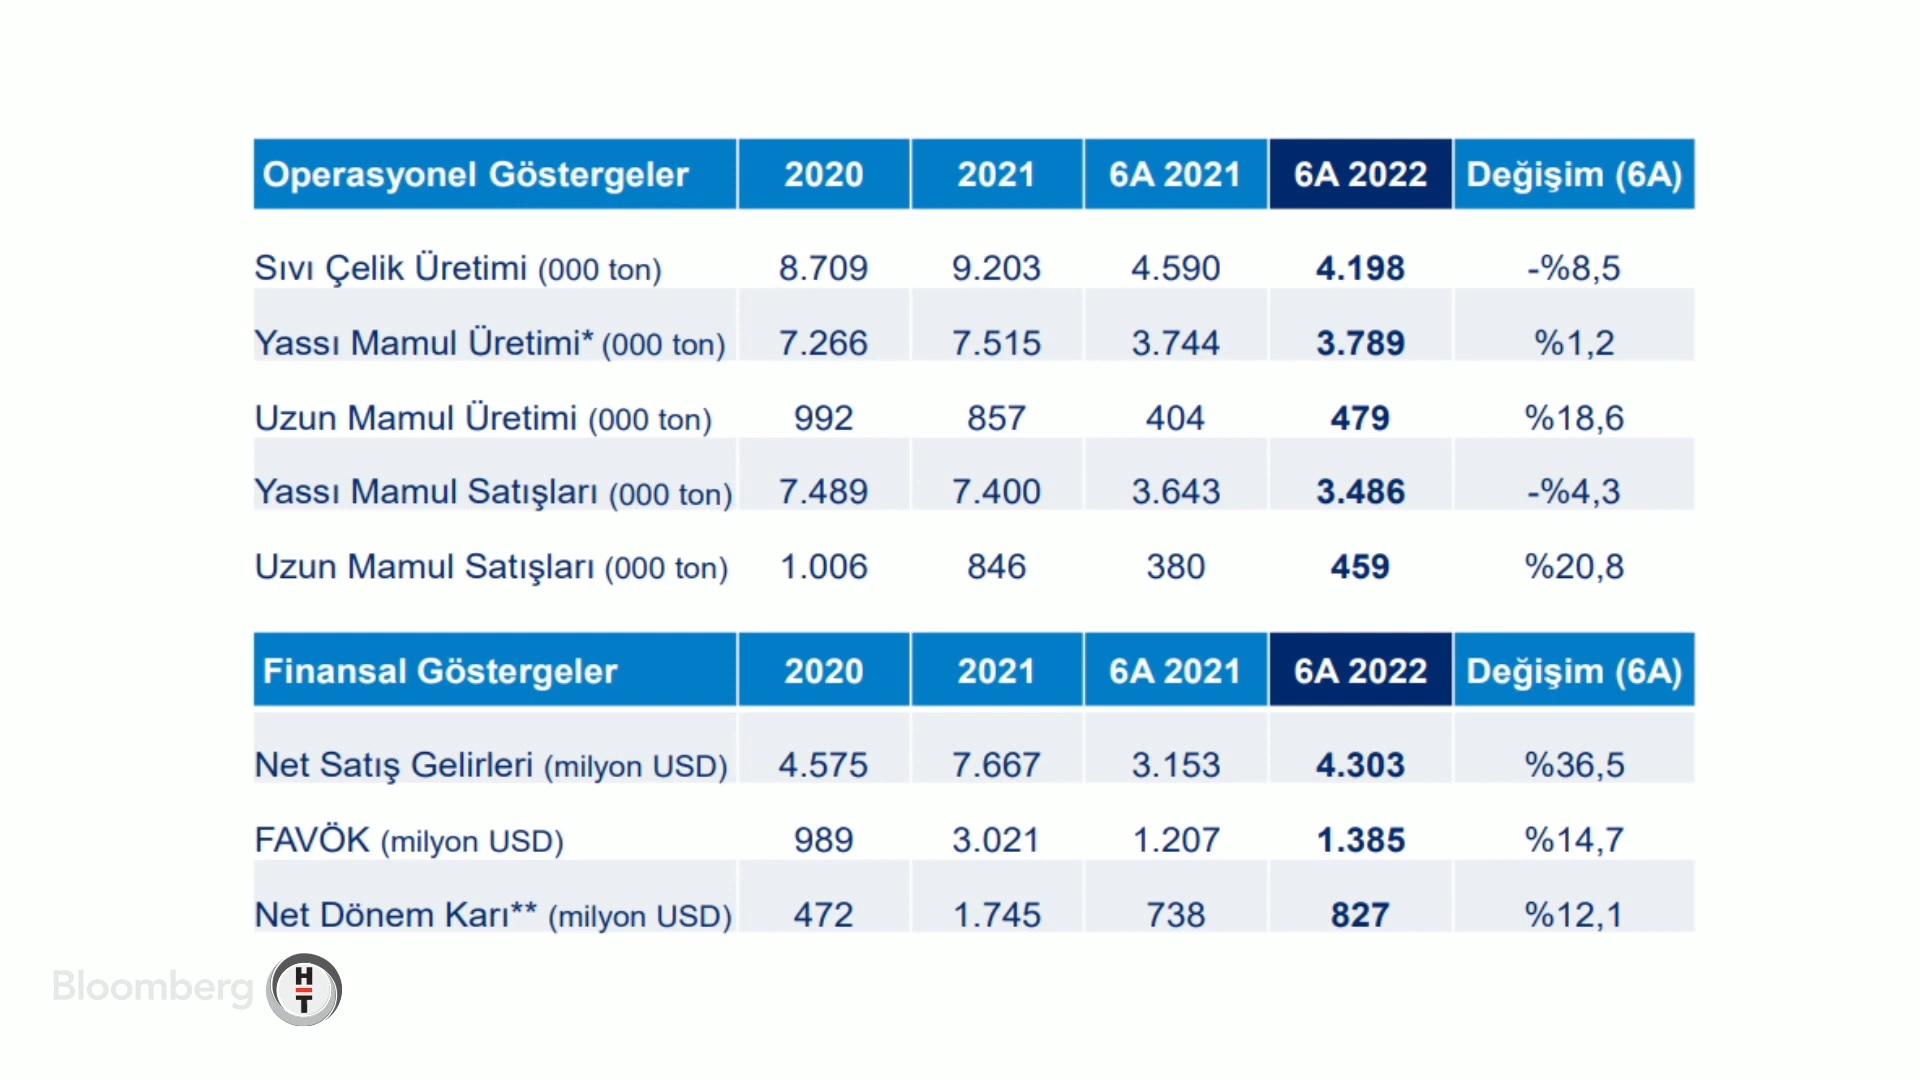 Operasyonel Göstergeler 2020 2021 6A 2021 6A 2022 Değişim (6A)
Sıvı Çelik Üretimi (000 ton) 8.709 9.203 4.590 4.198 -%8,5
Yassı Mamul Üretimi* (000 ton) 7.266 7.515 3.744 3.789 %1,2
Uzun Mamul Üretimi (000 ton) 992 857 404 479 %18,6
Yassı Mamul Satışları (000 ton) 7.489 7.400 3.643 3.486 -%4,3
Uzun Mamul Satışları (000 ton) 1.006 846 380 459 %20,8
Finansal Göstergeler 2020 2021 6A 2021 6A 2022 Değişim (6A)
Net Satış Gelirleri (milyon USD) 4.575 7.667 3.153 4.303 %36,5
FAVÖK (milyon USD) 989 3.021 1.207 1.385 %14,7
Net Dönem Karı** (milyon USD) 472 1.745 738 827 %12,1
Bloomberg HT